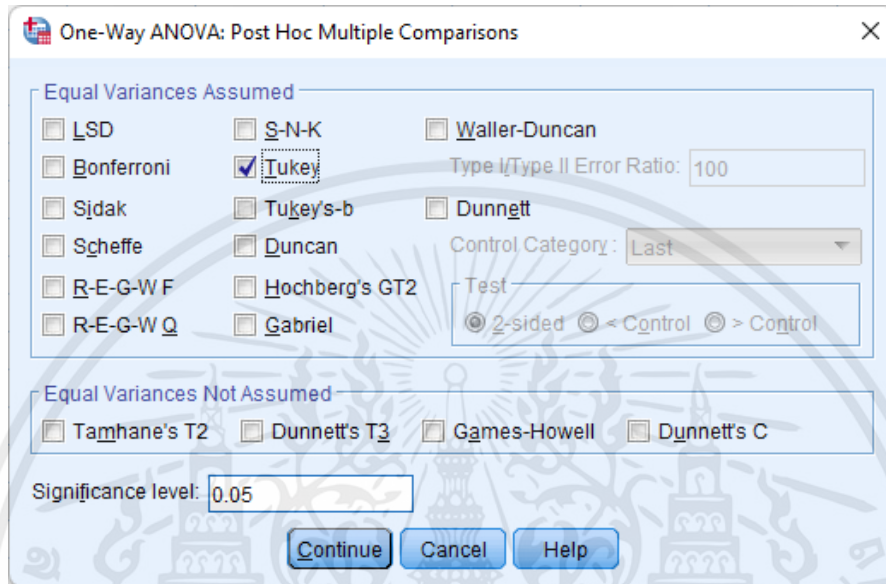 One-Way ANOVA: Post Hoc Multiple Comparisons
Equal Variances Assumed
LSD S-N-K Waller-Duncan
Bonferroni Tukey Type I/Type II Error Ratio: 100
Sidak Tukey's-b Dunnett
Scheffe Duncan Control Category: Last
R-E-G-W F Hochberg's GT2 Test
R-E-G-W Q Gabriel 2-sided < Control > Control
Equal Variances Not Assumed
Tamhane's T2 Dunnett's T3 Games-Howell Dunnett's C
Significance level: 0.05
Continue Cancel Help